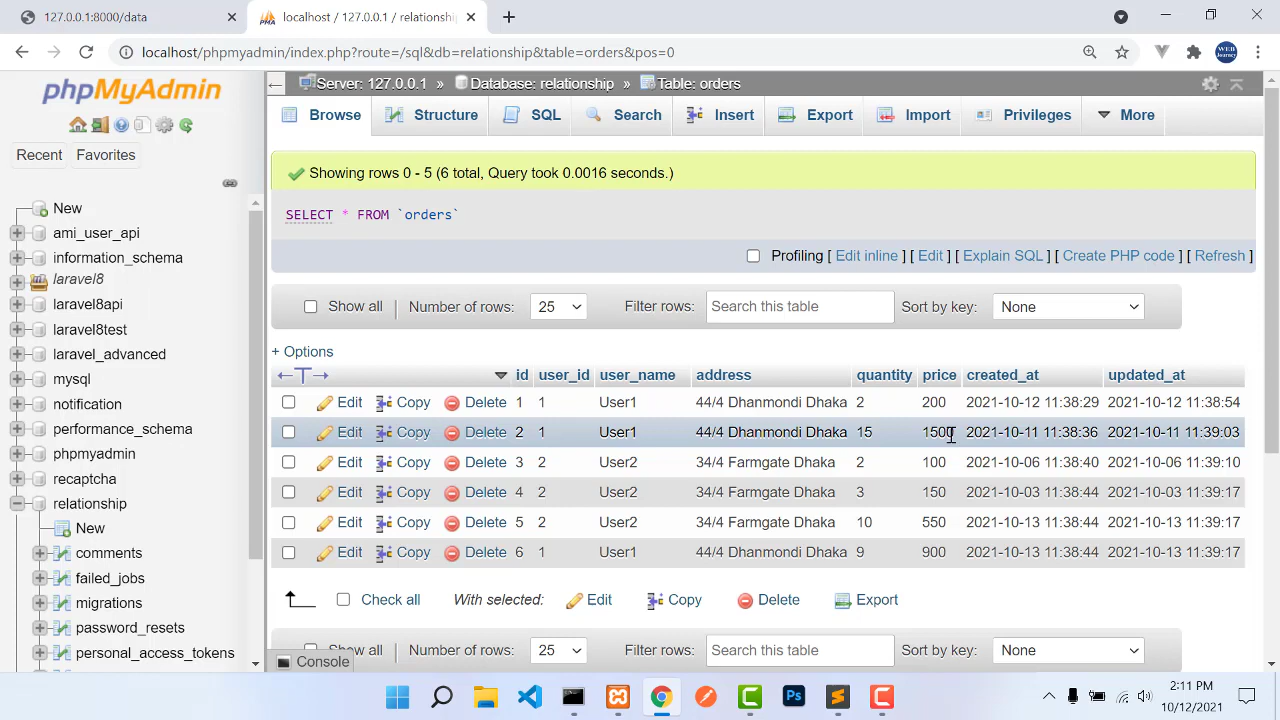 127.0.0.1:8000/data
localhost / 127.0.0.1 / relationship
localhost/phpmyadmin/index.php?route=/sql&db=relationship&table=orders&pos=0
phpMyAdmin
Recent
Favorites
New
ami_user_api
information_schema
laravel8
laravel8api
laravel8test
laravel_advanced
mysql
notification
performance_schema
phpmyadmin
recaptcha
relationship
New
comments
failed_jobs
migrations
password_resets
personal_access_tokens
Server: 127.0.0.1 » Database: relationship » Table: orders
Browse Structure SQL Search Insert Export Import Privileges More
Showing rows 0 - 5 (6 total, Query took 0.0016 seconds.)
SELECT * FROM `orders`
Profiling [ Edit inline ] [ Edit ] [ Explain SQL ] [ Create PHP code ] [ Refresh ]
Show all Number of rows: 25 Filter rows: Search this table Sort by key: None
+ Options
id user_id user_name address quantity price created_at updated_at
Edit Copy Delete 1 1 User1 44/4 Dhanmondi Dhaka 2 200 2021-10-12 11:38:29 2021-10-12 11:38:54
Edit Copy Delete 2 1 User1 44/4 Dhanmondi Dhaka 15 1500 2021-10-11 11:38:36 2021-10-11 11:39:03
Edit Copy Delete 3 2 User2 34/4 Farmgate Dhaka 2 100 2021-10-06 11:38:40 2021-10-06 11:39:10
Edit Copy Delete 4 2 User2 34/4 Farmgate Dhaka 3 150 2021-10-03 11:38:44 2021-10-03 11:39:17
Edit Copy Delete 5 2 User2 34/4 Farmgate Dhaka 10 550 2021-10-13 11:38:44 2021-10-13 11:39:17
Edit Copy Delete 6 1 User1 44/4 Dhanmondi Dhaka 9 900 2021-10-13 11:38:44 2021-10-13 11:39:17
Check all With selected: Edit Copy Delete Export
Show all Number of rows: 25 Filter rows: Search this table Sort by key: None
Console
2:11 PM
10/12/2021